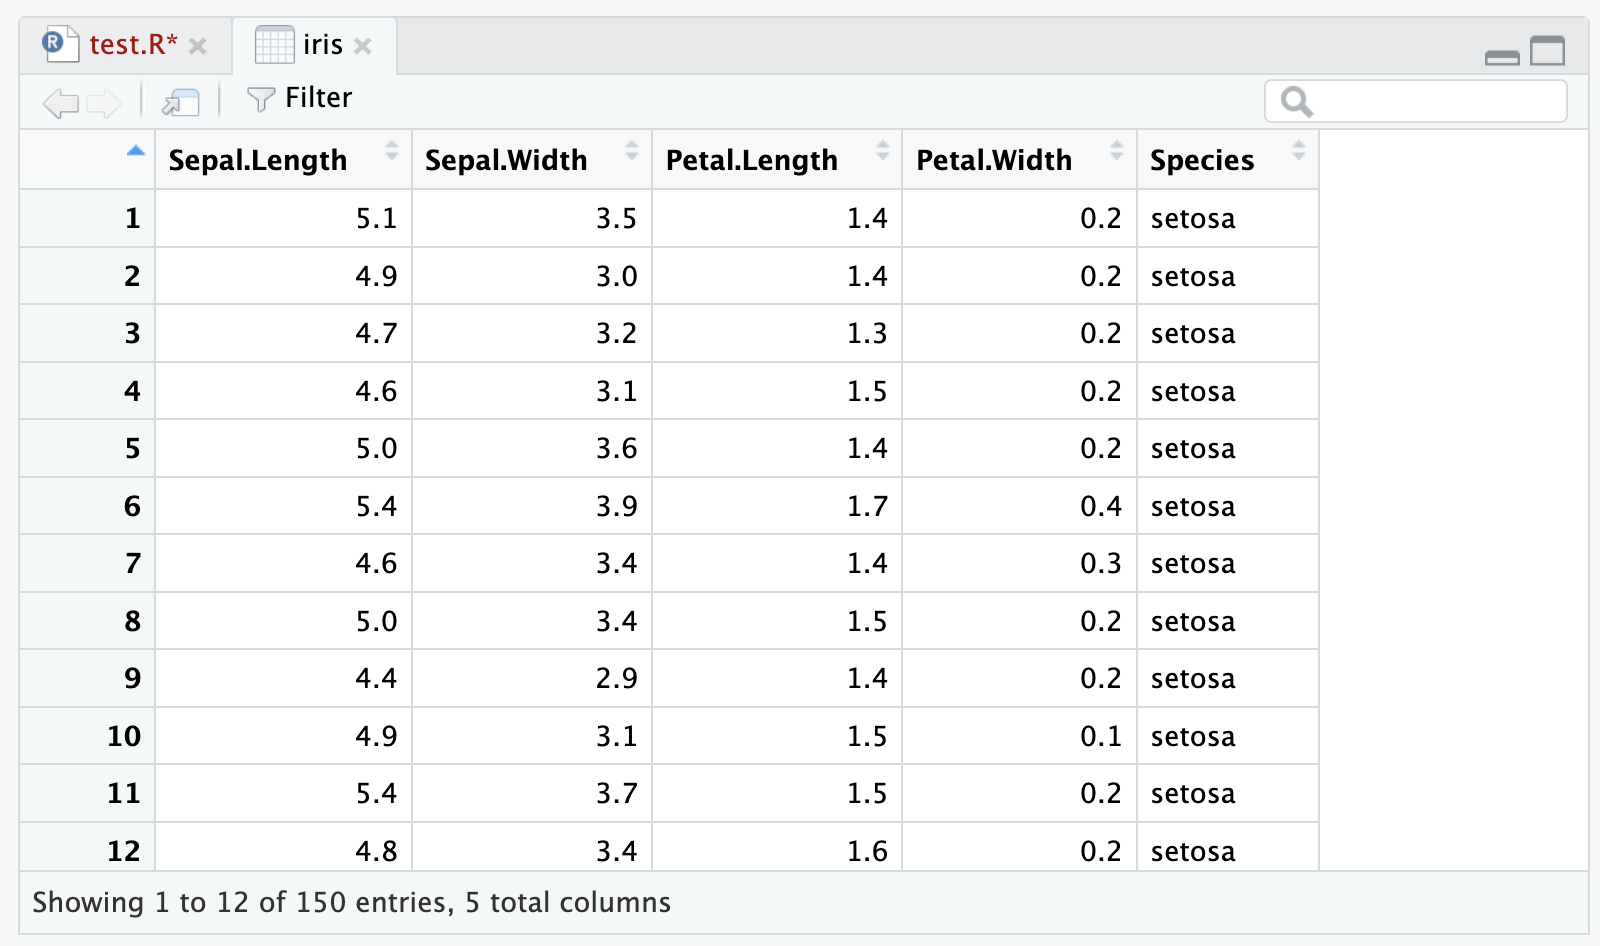 R test.R* iris
Filter
Sepal.Length Sepal.Width Petal.Length Petal.Width Species
1 5.1 3.5 1.4 0.2 setosa
2 4.9 3.0 1.4 0.2 setosa
3 4.7 3.2 1.3 0.2 setosa
4 4.6 3.1 1.5 0.2 setosa
5 5.0 3.6 1.4 0.2 setosa
6 5.4 3.9 1.7 0.4 setosa
7 4.6 3.4 1.4 0.3 setosa
8 5.0 3.4 1.5 0.2 setosa
9 4.4 2.9 1.4 0.2 setosa
10 4.9 3.1 1.5 0.1 setosa
11 5.4 3.7 1.5 0.2 setosa
12 4.8 3.4 1.6 0.2 setosa
Showing 1 to 12 of 150 entries, 5 total columns